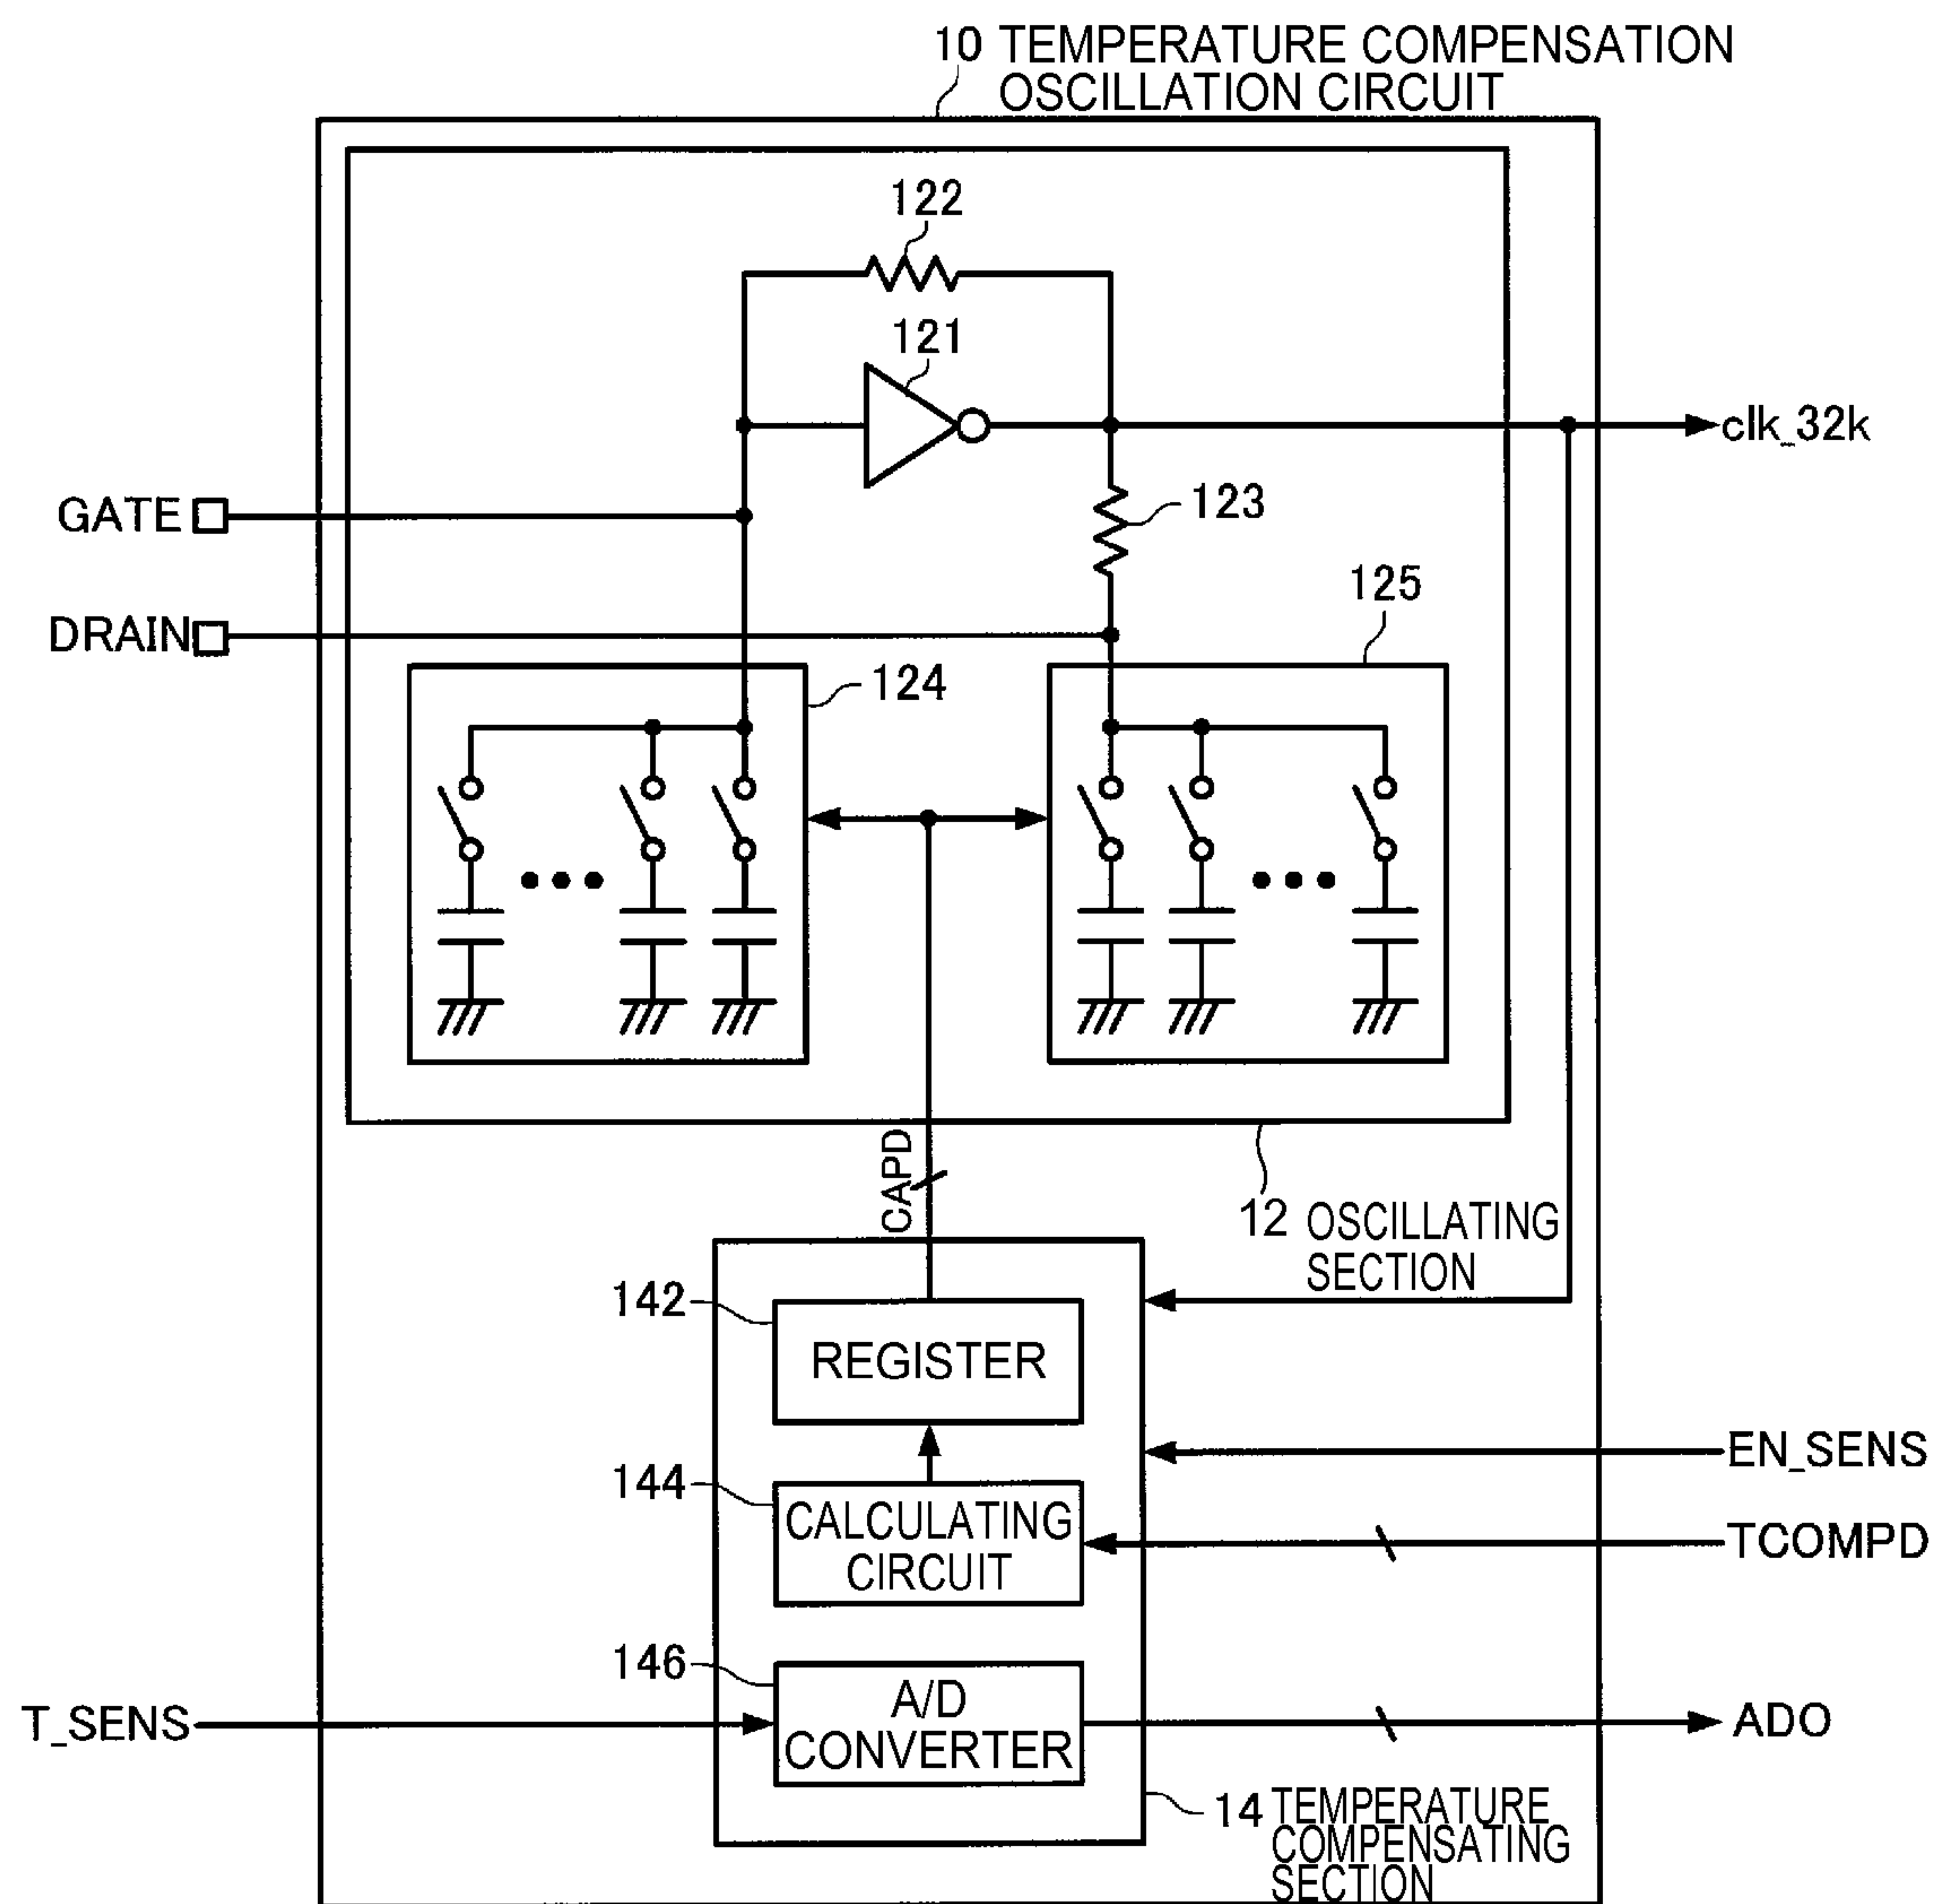 10 TEMPERATURE COMPENSATION
OSCILLATION CIRCUIT
122
121
clk_32k
GATE
123
DRAIN
125
124
CAPD
12 OSCILLATING
SECTION
142
REGISTER
EN_SENS
144
CALCULATING
CIRCUIT
TCOMPD
146
A/D
CONVERTER
T_SENS
ADO
14 TEMPERATURE
COMPENSATING
SECTION